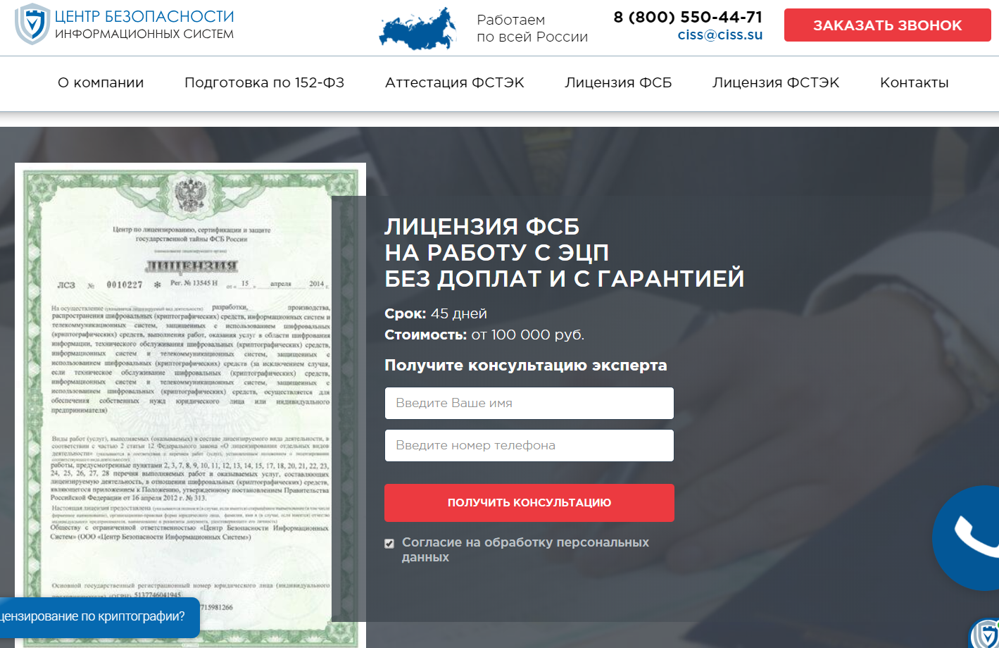 ЦЕНТР БЕЗОПАСНОСТИ
ИНФОРМАЦИОННЫХ СИСТЕМ
Работаем
по всей России
8 (800) 550-44-71
ciss@ciss.su
ЗАКАЗАТЬ ЗВОНОК
О компании Подготовка по 152-ФЗ Аттестация ФСТЭК Лицензия ФСБ Лицензия ФСТЭК Контакты
Центр по лицензированию, сертификации и защите
государственной тайны ФСБ России
ЛИЦЕНЗИЯ
ЛСЗ № 0010227 * Рег. № 13545 Н от « 15 » апреля 2014 г.
На осуществление (указывается лицензируемый вид деятельности) разработки, производства,
распространения шифровальных (криптографических) средств, информационных систем и
телекоммуникационных систем, защищенных с использованием шифровальных
(криптографических) средств, выполнения работ, оказания услуг в области шифрования
информации, технического обслуживания шифровальных (криптографических) средств,
информационных систем и телекоммуникационных систем, защищенных с
использованием шифровальных (криптографических) средств (за исключением случая,
если техническое обслуживание шифровальных (криптографических) средств,
информационных систем и телекоммуникационных систем, защищенных с
использованием шифровальных (криптографических) средств, осуществляется для
обеспечения собственных нужд юридического лица или индивидуального
предпринимателя)
Виды работ (услуг), выполняемых (оказываемых) в составе лицензируемого вида деятельности, в
соответствии с частью 2 статьи 12 Федерального закона «О лицензировании отдельных видов
деятельности»
работы, предусмотренные пунктами 2, 3, 7, 8, 9, 10, 11, 12, 13, 14, 15, 17, 18, 20, 21, 22, 23,
24, 25, 26, 27, 28 перечня выполняемых работ и оказываемых услуг, составляющих
лицензируемую деятельность, в отношении шифровальных (криптографических) средств,
являющегося приложением к Положению, утвержденному постановлением Правительства
Российской Федерации от 16 апреля 2012 г. № 313.
Настоящая лицензия предоставлена
Обществу с ограниченной ответственностью «Центр Безопасности Информационных
Систем» (ООО «Центр Безопасности Информационных Систем»)
Основной государственный регистрационный номер юридического лица (индивидуального
предпринимателя) (ОГРН) 5137746041945
7715981266
ЛИЦЕНЗИЯ ФСБ
НА РАБОТУ С ЭЦП
БЕЗ ДОПЛАТ И С ГАРАНТИЕЙ
Срок: 45 дней
Стоимость: от 100 000 руб.
Получите консультацию эксперта
Введите Ваше имя
Введите номер телефона
ПОЛУЧИТЬ КОНСУЛЬТАЦИЮ
Согласие на обработку персональных
данных
цензирование по криптографии?